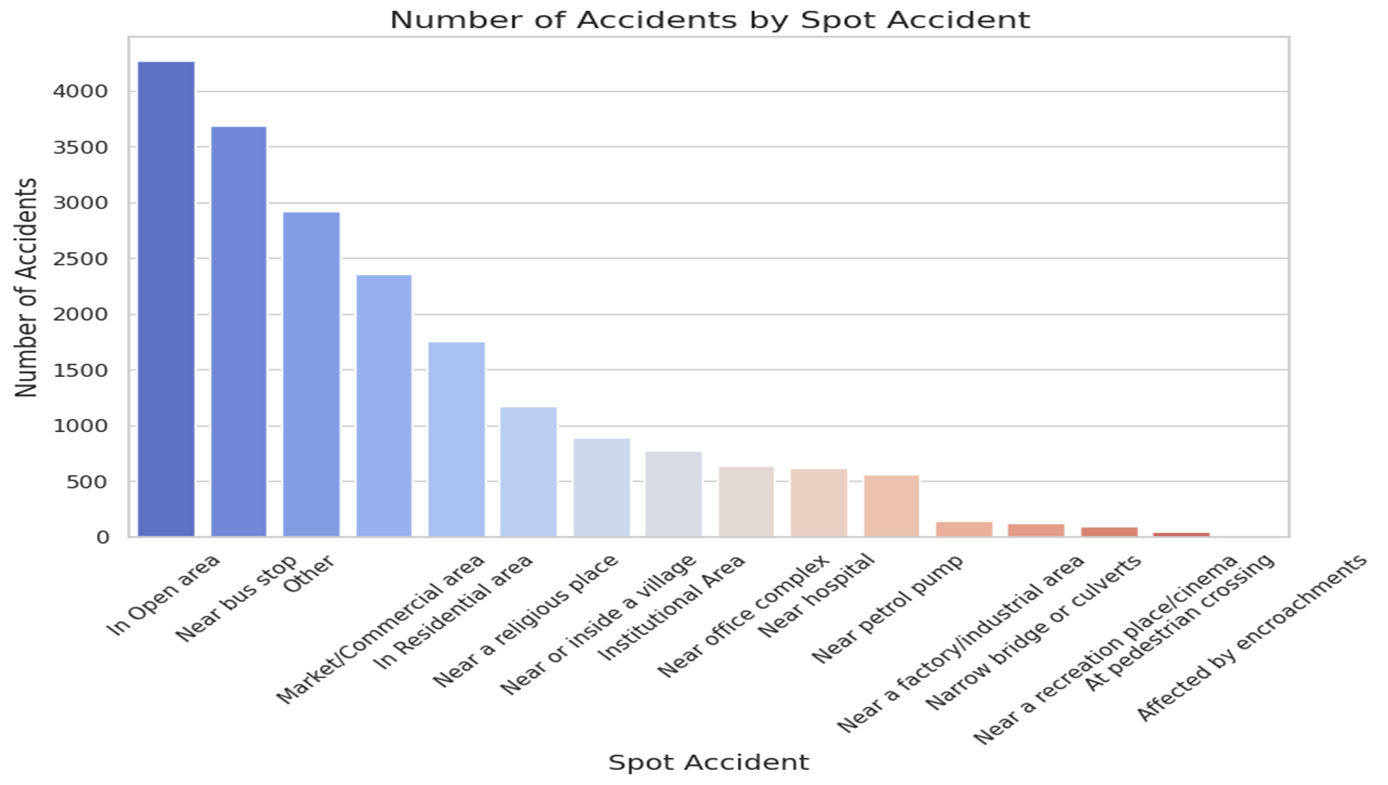 Number of Accidents by Spot Accident
4000
3500
3000
2500
2000
1500
1000
500
0
Number of Accidents
In Open area
Near bus stop
Other
Market/Commercial area
In Residential area
Near a religious place
Near or inside a village
Institutional Area
Near office complex
Near hospital
Near petrol pump
Near a factory/industrial area
Narrow bridge or culverts
Near a recreation place/cinema
At pedestrian crossing
Affected by encroachments
Spot Accident